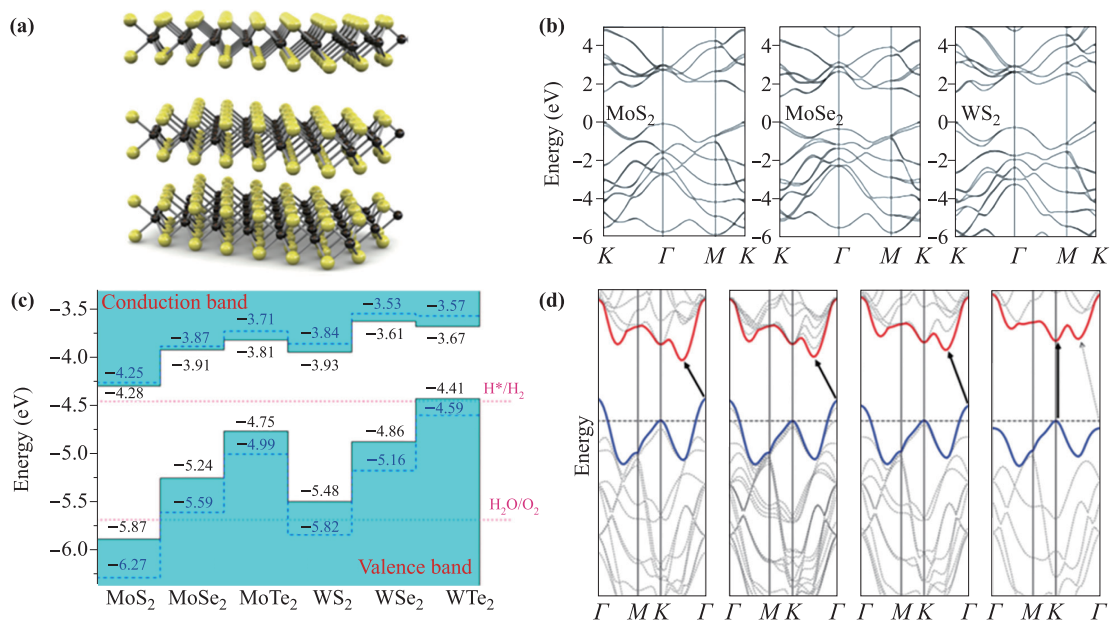 (a)
(b)
Energy (eV)
4
2
0
−2
−4
−6
MoS2
MoSe2
WS2
K Γ M K
K Γ M K
K Γ M K
(c)
Energy (eV)
−3.5
−4.0
−4.5
−5.0
−5.5
−6.0
Conduction band
−4.25
−4.28
−3.87
−3.91
−3.71
−3.81
−3.84
−3.93
−3.53
−3.61
−3.57
−3.67
H*/H2
−5.87
−6.27
−5.24
−5.59
−4.75
−4.99
−5.48
−5.82
−4.86
−5.16
−4.41
−4.59
H2O/O2
Valence band
MoS2 MoSe2 MoTe2 WS2 WSe2 WTe2
(d)
Energy
Γ M K Γ
Γ M K Γ
Γ M K Γ
Γ M K Γ